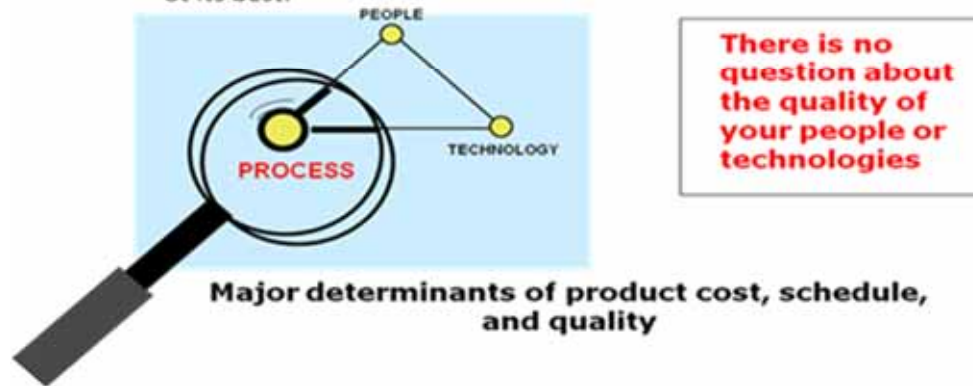 PEOPLE
TECHNOLOGY
PROCESS
There is no
question about
the quality of
your people or
technologies
Major determinants of product cost, schedule,
and quality